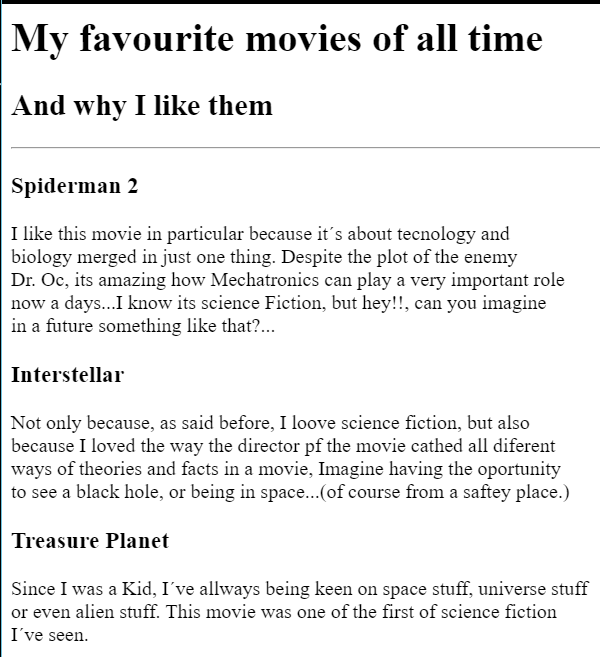 My favourite movies of all time
And why I like them
Spiderman 2
I like this movie in particular because it´s about tecnology and
biology merged in just one thing. Despite the plot of the enemy
Dr. Oc, its amazing how Mechatronics can play a very important role
now a days...I know its science Fiction, but hey!!, can you imagine
in a future something like that?...
Interstellar
Not only because, as said before, I loove science fiction, but also
because I loved the way the director pf the movie cathed all diferent
ways of theories and facts in a movie, Imagine having the oportunity
to see a black hole, or being in space...(of course from a saftey place.)
Treasure Planet
Since I was a Kid, I´ve allways being keen on space stuff, universe stuff
or even alien stuff. This movie was one of the first of science fiction
I´ve seen.